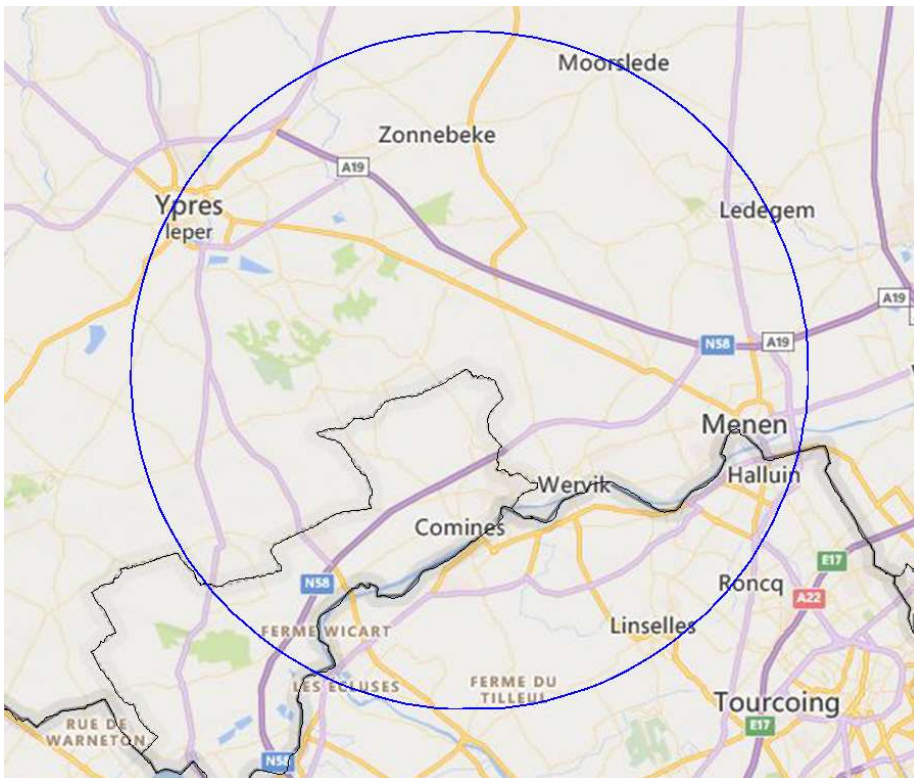 Moorslede
Zonnebeke
A19
Ypres
Ieper
Ledegem
A19
N58
A19
Menen
Halluin
Wervik
Comines
E17
N58
Roncq
A22
Linselles
FERME WICART
LES ECLUSES
FERME DU
TILLEUL
Tourcoing
E17
RUE DE
WARNETON
N58